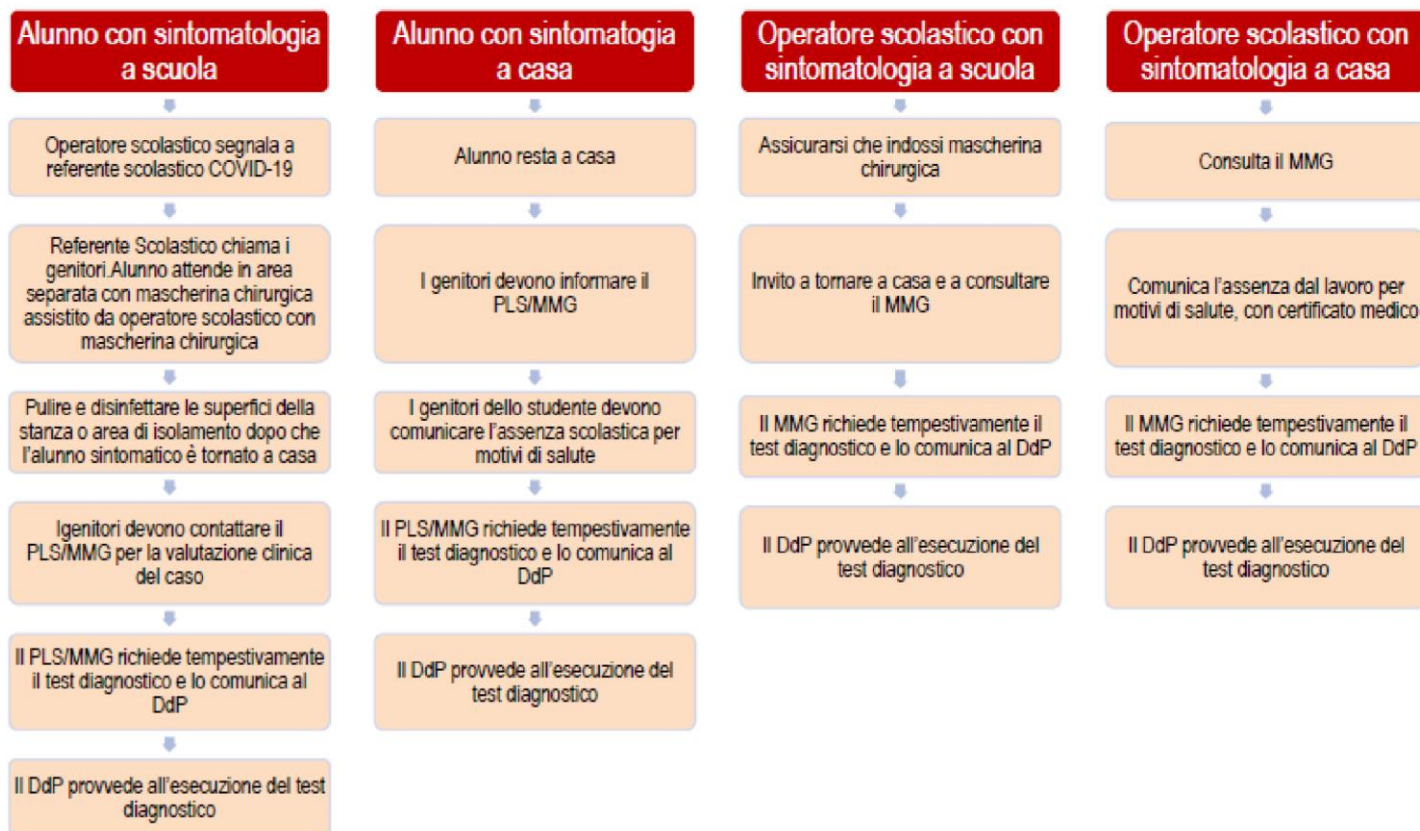 Alunno con sintomatologia
a scuola
Operatore scolastico segnala a
referente scolastico COVID-19
Referente Scolastico chiama i
genitori.Alunno attende in area
separata con mascherina chirurgica
assistito da operatore scolastico con
mascherina chirurgica
Pulire e disinfettare le superfici della
stanza o area di isolamento dopo che
l'alunno sintomatico è tornato a casa
Igenitori devono contattare il
PLS/MMG per la valutazione clinica
del caso
Il PLS/MMG richiede tempestivamente
il test diagnostico e lo comunica al
DdP
Il DdP provvede all'esecuzione del test
diagnostico
Alunno con sintomatogia
a casa
Alunno resta a casa
I genitori devono informare il
PLS/MMG
I genitori dello studente devono
comunicare l'assenza scolastica per
motivi di salute
Il PLS/MMG richiede tempestivamente
il test diagnostico e lo comunica al
DdP
Il DdP provvede all'esecuzione del
test diagnostico
Operatore scolastico con
sintomatologia a scuola
Assicurarsi che indossi mascherina
chirurgica
Invito a tornare a casa e a consultare
il MMG
Il MMG richiede tempestivamente il
test diagnostico e lo comunica al DdP
Il DdP provvede all'esecuzione del
test diagnostico
Operatore scolastico con
sintomatologia a casa
Consulta il MMG
Comunica l'assenza dal lavoro per
motivi di salute, con certificato medico
Il MMG richiede tempestivamente il
test diagnostico e lo comunica al DdP
Il DdP provvede all'esecuzione del
test diagnostico